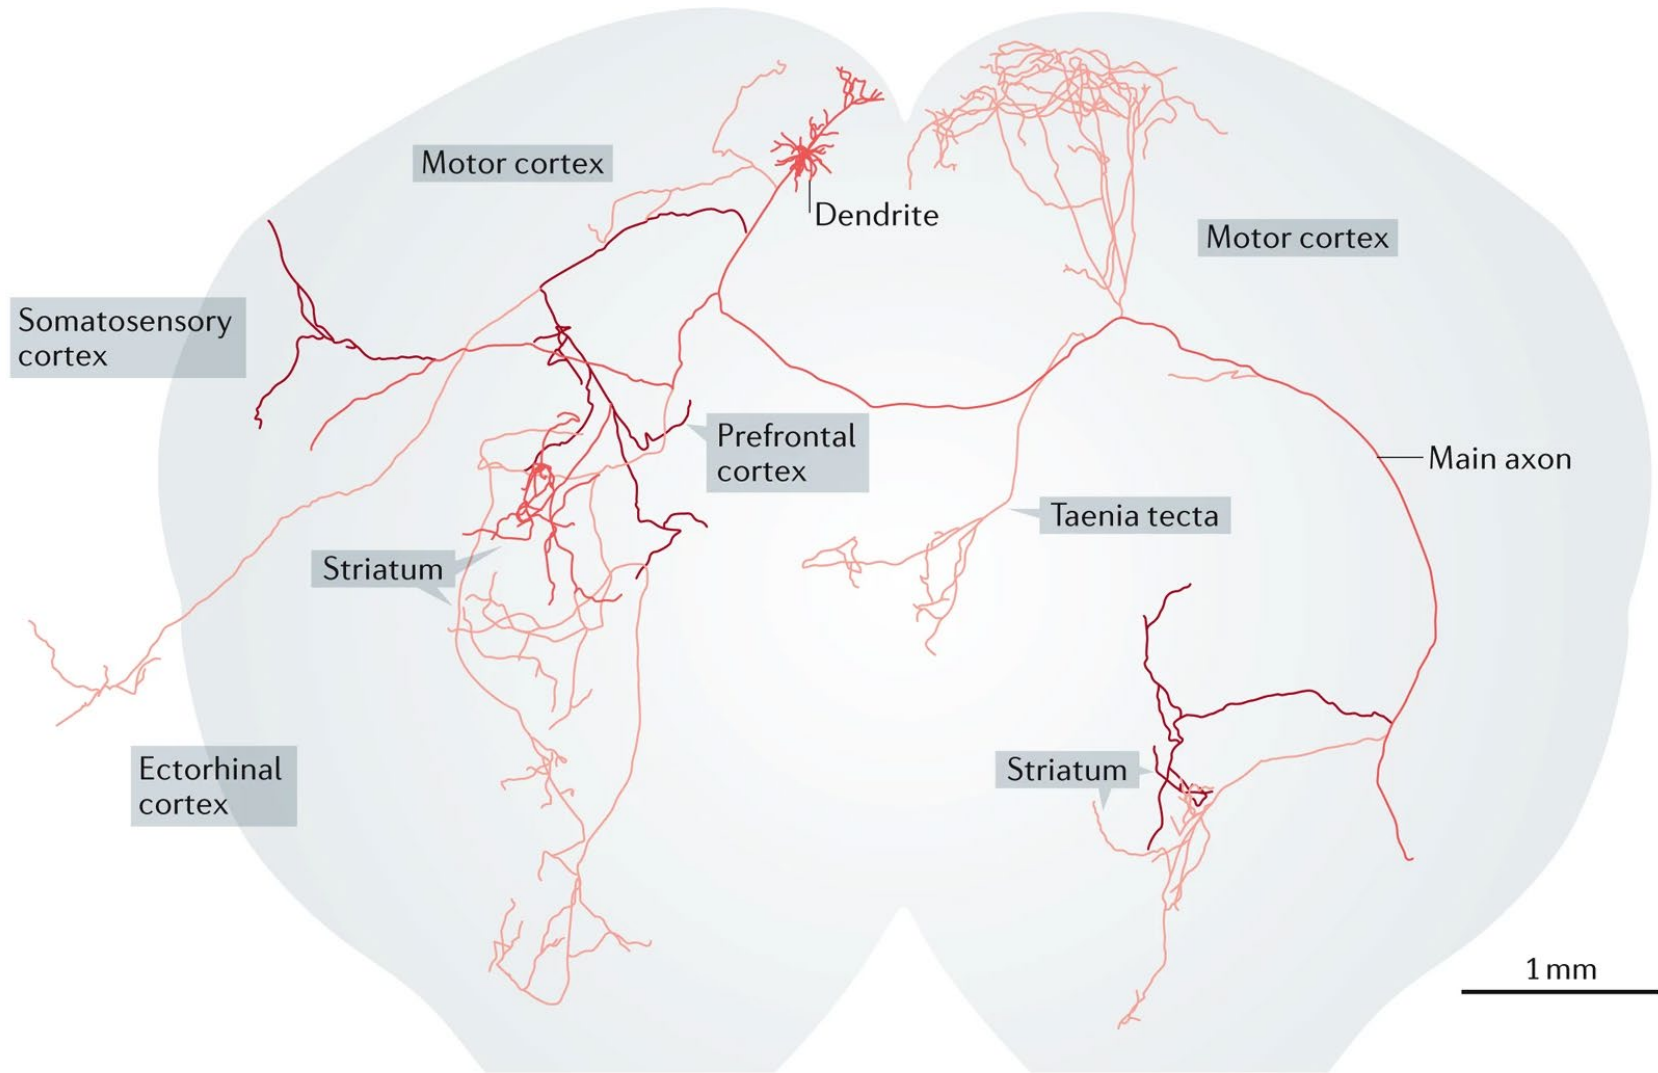 Motor cortex
Dendrite
Motor cortex
Somatosensory
cortex
Prefrontal
cortex
Main axon
Taenia tecta
Striatum
Ectorhinal
cortex
Striatum
1 mm